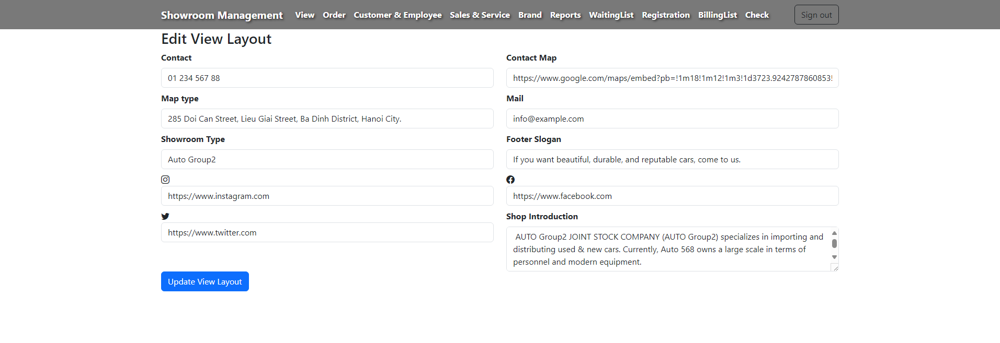 Showroom Management View Order Customer & Employee Sales & Service Brand Reports WaitingList Registration BillingList Check Sign out
Edit View Layout
Contact
01 234 567 88
Contact Map
https://www.google.com/maps/embed?pb=!1m18!1m12!1m3!1d3723.9242787860853!
Map type
285 Doi Can Street, Lieu Giai Street, Ba Dinh District, Hanoi City.
Mail
info@example.com
Showroom Type
Auto Group2
Footer Slogan
If you want beautiful, durable, and reputable cars, come to us.
https://www.instagram.com
https://www.facebook.com
https://www.twitter.com
Shop Introduction
AUTO Group2 JOINT STOCK COMPANY (AUTO Group2) specializes in importing and
distributing used & new cars. Currently, Auto 568 owns a large scale in terms of
personnel and modern equipment.
Update View Layout